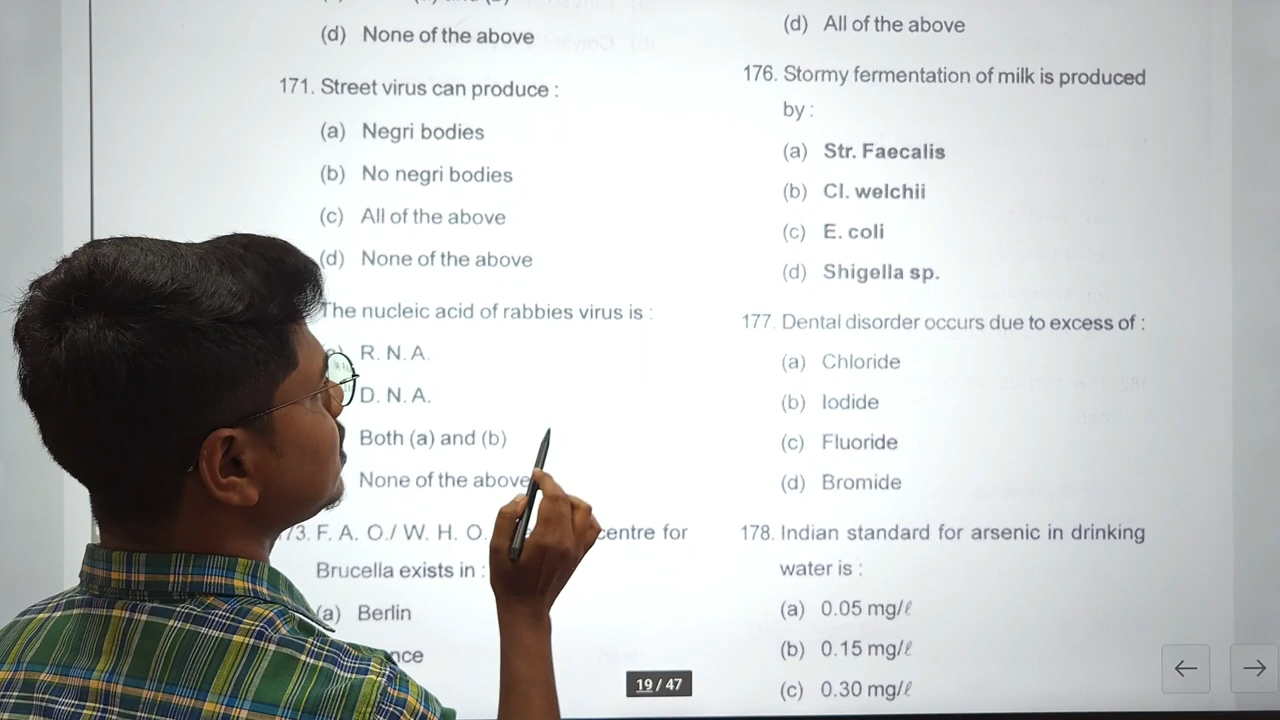 (d) None of the above
171. Street virus can produce :
(a) Negri bodies
(b) No negri bodies
(c) All of the above
(d) None of the above
The nucleic acid of rabbies virus is :
R. N. A.
D. N. A.
Both (a) and (b)
None of the above
73. F. A. O./ W. H. O. centre for
Brucella exists in :
(a) Berlin
nce
(d) All of the above
176. Stormy fermentation of milk is produced
by :
(a) Str. Faecalis
(b) Cl. welchii
(c) E. coli
(d) Shigella sp.
177. Dental disorder occurs due to excess of :
(a) Chloride
(b) Iodide
(c) Fluoride
(d) Bromide
178. Indian standard for arsenic in drinking
water is :
(a) 0.05 mg/ℓ
(b) 0.15 mg/ℓ
(c) 0.30 mg/ℓ
19 / 47